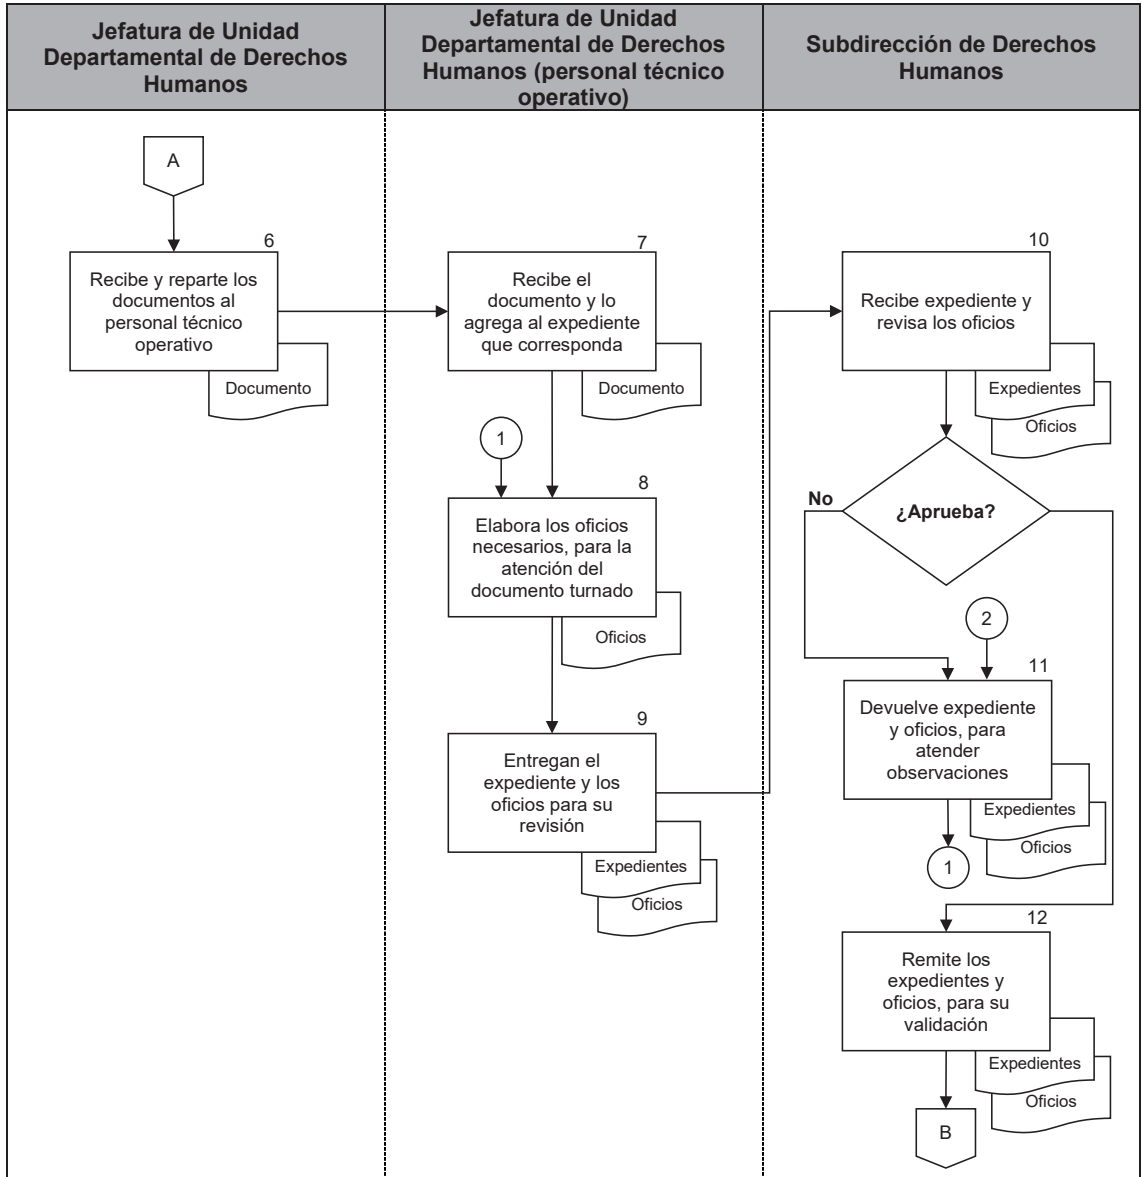 Jefatura de Unidad
Departamental de Derechos
Humanos
Jefatura de Unidad
Departamental de Derechos
Humanos (personal técnico
operativo)
Subdirección de Derechos
Humanos
A
6
Recibe y reparte los
documentos al
personal técnico
operativo
Documento
7
Recibe el
documento y lo
agrega al expediente
que corresponda
Documento
1
8
Elabora los oficios
necesarios, para la
atención del
documento turnado
Oficios
9
Entregan el
expediente y los
oficios para su
revisión
Expedientes
Oficios
10
Recibe expediente y
revisa los oficios
Expedientes
Oficios
No
¿Aprueba?
2
11
Devuelve expediente
y oficios, para
atender
observaciones
Expedientes
Oficios
1
12
Remite los
expedientes y
oficios, para su
validación
Expedientes
Oficios
B